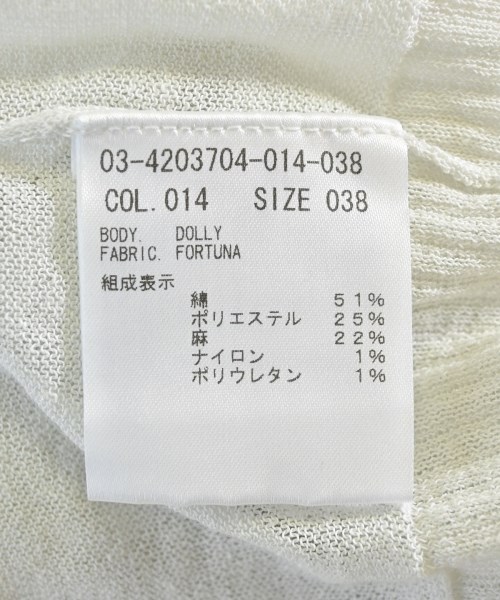 03-4203704-014-038
COL. 014 SIZE 038
BODY. DOLLY
FABRIC. FORTUNA
組成表示
綿 51%
ポリエステル 25%
麻 22%
ナイロン 1%
ポリウレタン 1%